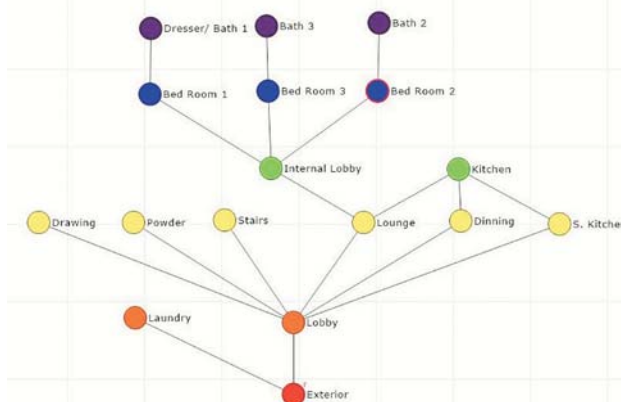 Dresser/ Bath 1
Bath 3
Bath 2
Bed Room 1
Bed Room 3
Bed Room 2
Internal Lobby
Kitchen
Drawing
Powder
Stairs
Lounge
Dinning
S. Kitche
Laundry
Lobby
Exterior